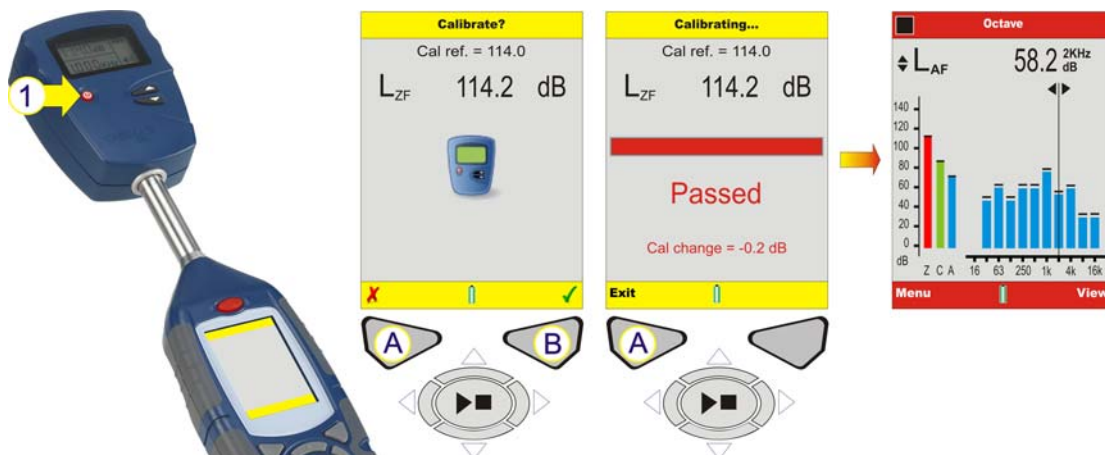 1
Calibrate?
Cal ref. = 114.0
LZF 114.2 dB
A
B
Calibrating...
Cal ref. = 114.0
LZF 114.2 dB
Passed
Cal change = -0.2 dB
Exit
A
Octave
LAF 58.2 2KHz dB
140
120
100
80
60
40
20
0
dB
Z C A 16 63 250 1k 4k 16k
Menu View